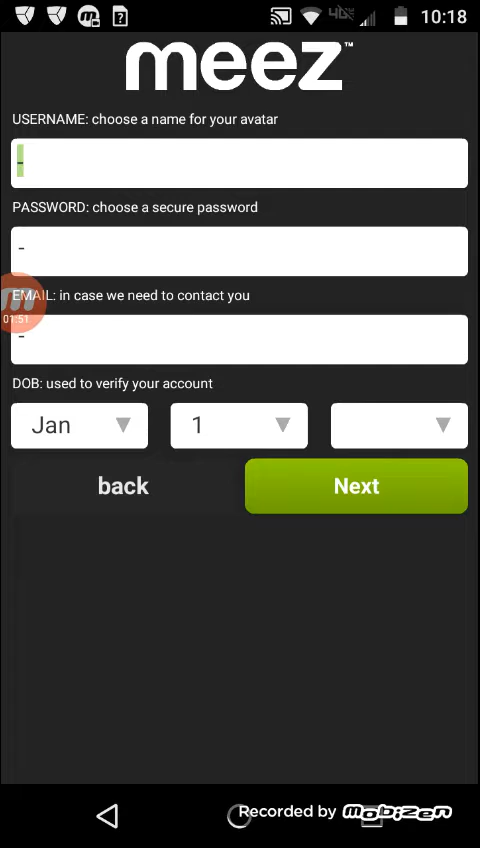 10:18
meez™
USERNAME: choose a name for your avatar
-
PASSWORD: choose a secure password
-
EMAIL: in case we need to contact you
01:51
-
DOB: used to verify your account
Jan 1
back Next
Recorded by mobizen